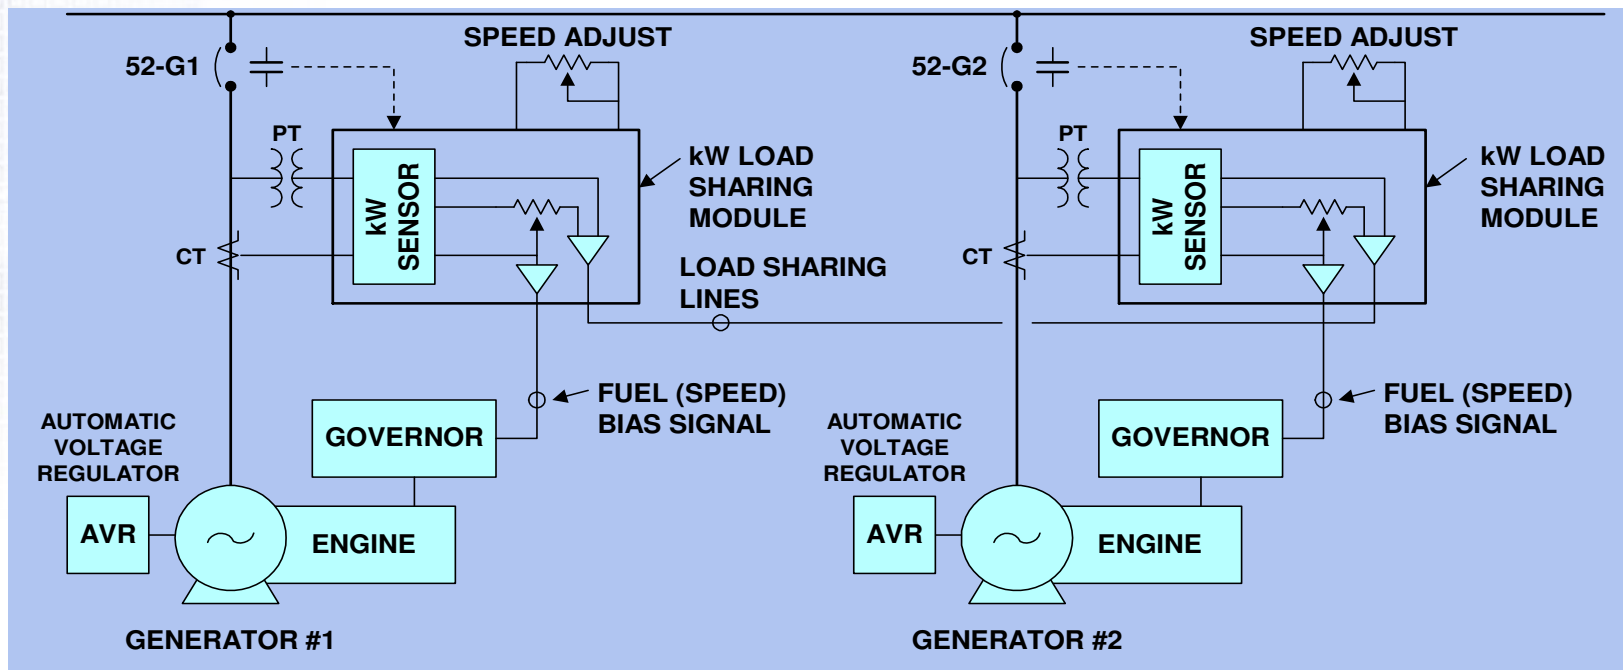 SPEED ADJUST
52-G1
PT
kW
SENSOR
kW LOAD
SHARING
MODULE
CT
LOAD SHARING
LINES
FUEL (SPEED)
BIAS SIGNAL
AUTOMATIC
VOLTAGE
REGULATOR
GOVERNOR
AVR
ENGINE
GENERATOR #1
SPEED ADJUST
52-G2
PT
kW
SENSOR
kW LOAD
SHARING
MODULE
CT
FUEL (SPEED)
BIAS SIGNAL
AUTOMATIC
VOLTAGE
REGULATOR
GOVERNOR
AVR
ENGINE
GENERATOR #2